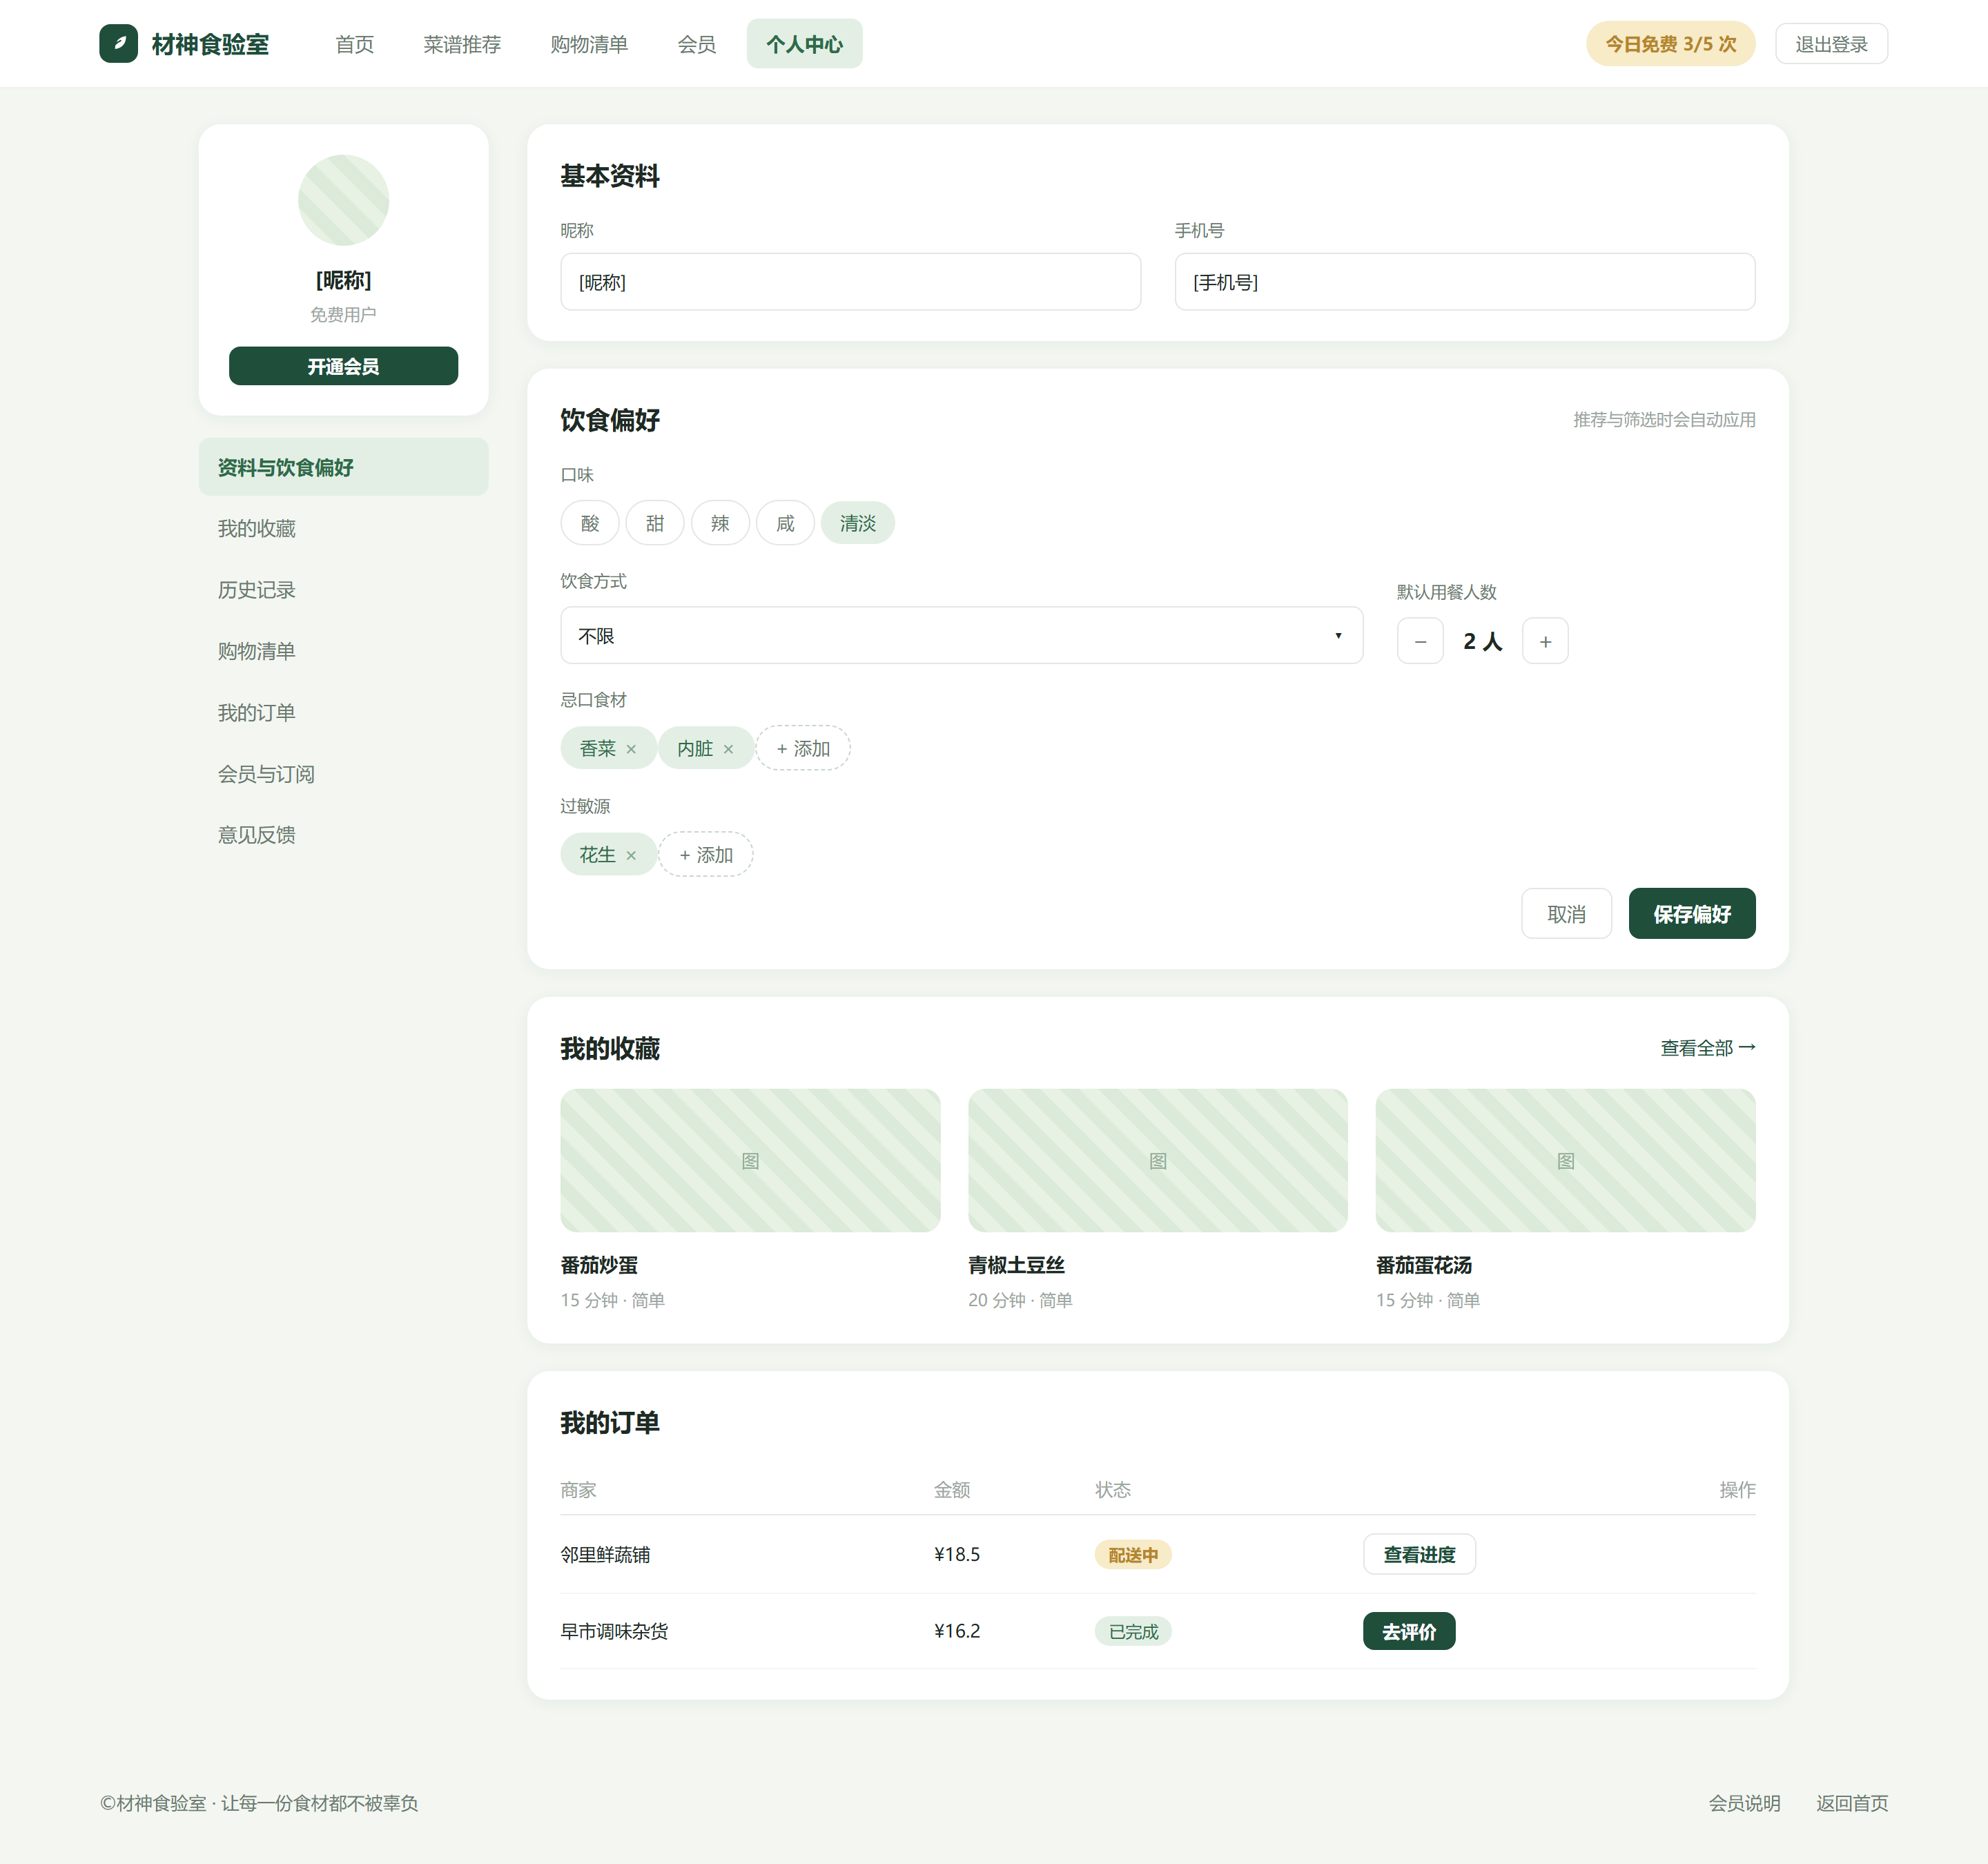 材神食验室 首页 菜谱推荐 购物清单 会员 个人中心 今日免费 3/5 次 退出登录
[昵称]
免费用户
开通会员
资料与饮食偏好
我的收藏
历史记录
购物清单
我的订单
会员与订阅
意见反馈
基本资料
昵称 手机号
[昵称] [手机号]
饮食偏好 推荐与筛选时会自动应用
口味
酸 甜 辣 咸 清淡
饮食方式 默认用餐人数
不限 ▾ − 2 人 +
忌口食材
香菜 × 内脏 × + 添加
过敏源
花生 × + 添加
取消 保存偏好
我的收藏 查看全部 →
图 图 图
番茄炒蛋 青椒土豆丝 番茄蛋花汤
15 分钟 · 简单 20 分钟 · 简单 15 分钟 · 简单
我的订单
商家 金额 状态 操作
邻里鲜蔬铺 ¥18.5 配送中 查看进度
早市调味杂货 ¥16.2 已完成 去评价
©材神食验室 · 让每一份食材都不被辜负 会员说明 返回首页